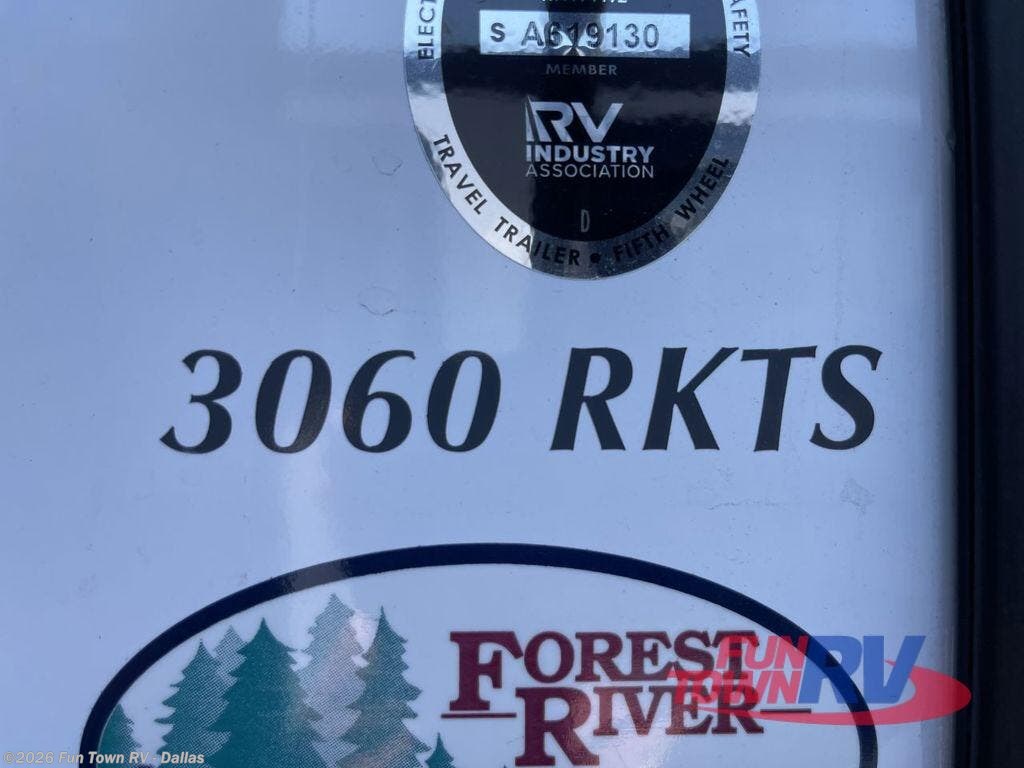 ELECT
AFETY
S A619130
MEMBER
RV
INDUSTRY
ASSOCIATION
D
TRAVEL TRAILER • FIFTH WHEEL
3060 RKTS
FOREST
RIVER
FUN
TOWN
RV
©2026 Fun Town RV - Dallas